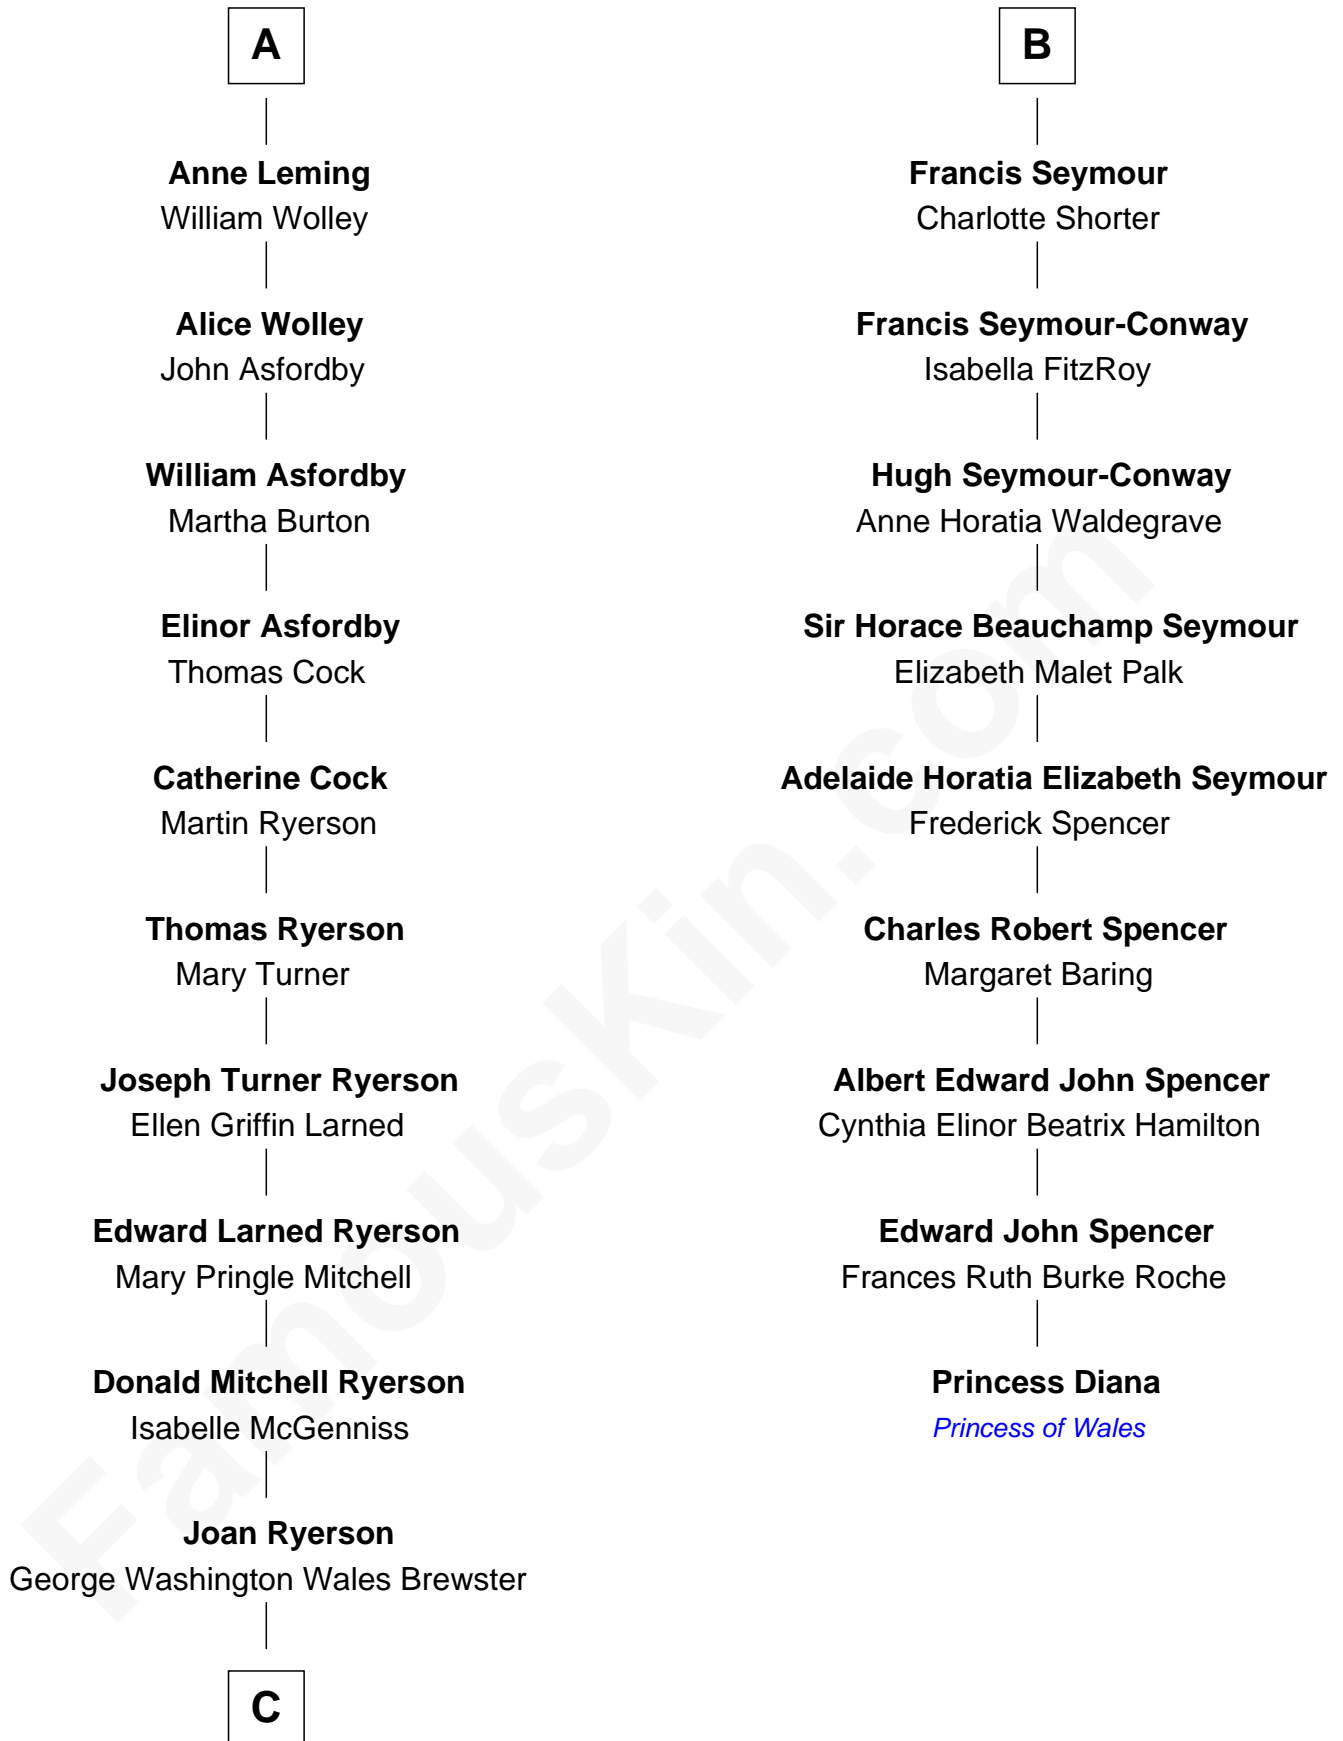 A
Anne Leming
William Wolley
Alice Wolley
John Asfordby
William Asfordby
Martha Burton
Elinor Asfordby
Thomas Cock
Catherine Cock
Martin Ryerson
Thomas Ryerson
Mary Turner
Joseph Turner Ryerson
Ellen Griffin Larned
Edward Larned Ryerson
Mary Pringle Mitchell
Donald Mitchell Ryerson
Isabelle McGenniss
Joan Ryerson
George Washington Wales Brewster
C
B
Francis Seymour
Charlotte Shorter
Francis Seymour-Conway
Isabella FitzRoy
Hugh Seymour-Conway
Anne Horatia Waldegrave
Sir Horace Beauchamp Seymour
Elizabeth Malet Palk
Adelaide Horatia Elizabeth Seymour
Frederick Spencer
Charles Robert Spencer
Margaret Baring
Albert Edward John Spencer
Cynthia Elinor Beatrix Hamilton
Edward John Spencer
Frances Ruth Burke Roche
Princess Diana
Princess of Wales
FamousKin.com